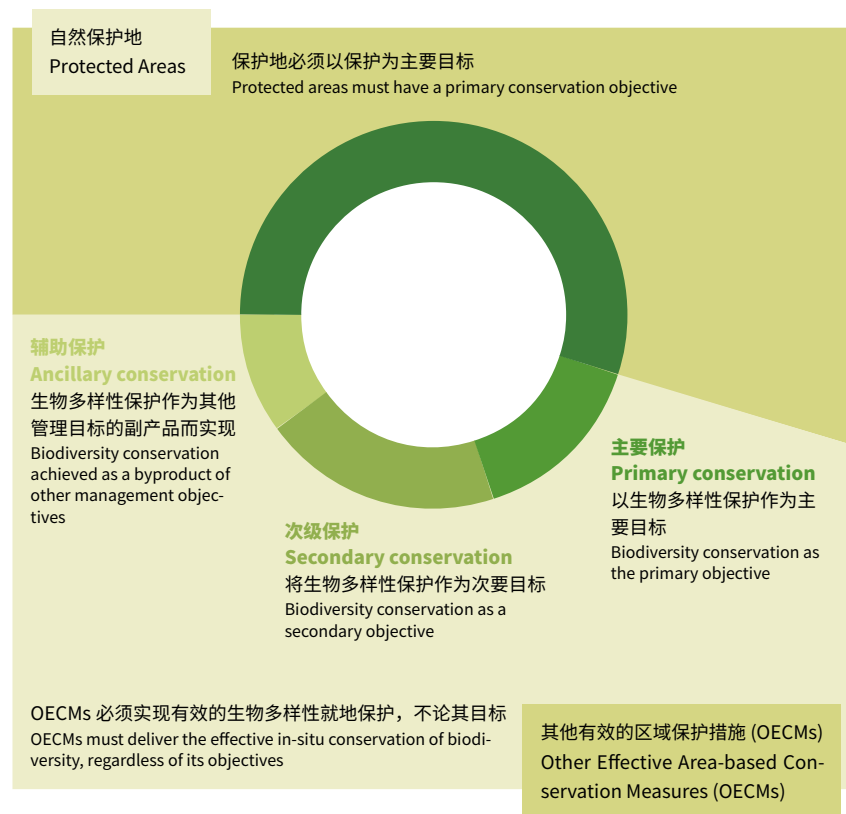 自然保护地
Protected Areas
保护地必须以保护为主要目标
Protected areas must have a primary conservation objective
辅助保护
Ancillary conservation
生物多样性保护作为其他
管理目标的副产品而实现
Biodiversity conservation
achieved as a byproduct of
other management objec-
tives
主要保护
Primary conservation
以生物多样性保护作为主
要目标
Biodiversity conservation as
the primary objective
次级保护
Secondary conservation
将生物多样性保护作为次要目标
Biodiversity conservation as a
secondary objective
OECMs 必须实现有效的生物多样性就地保护，不论其目标
OECMs must deliver the effective in-situ conservation of biodi-
versity, regardless of its objectives
其他有效的区域保护措施 (OECMs)
Other Effective Area-based Con-
servation Measures (OECMs)